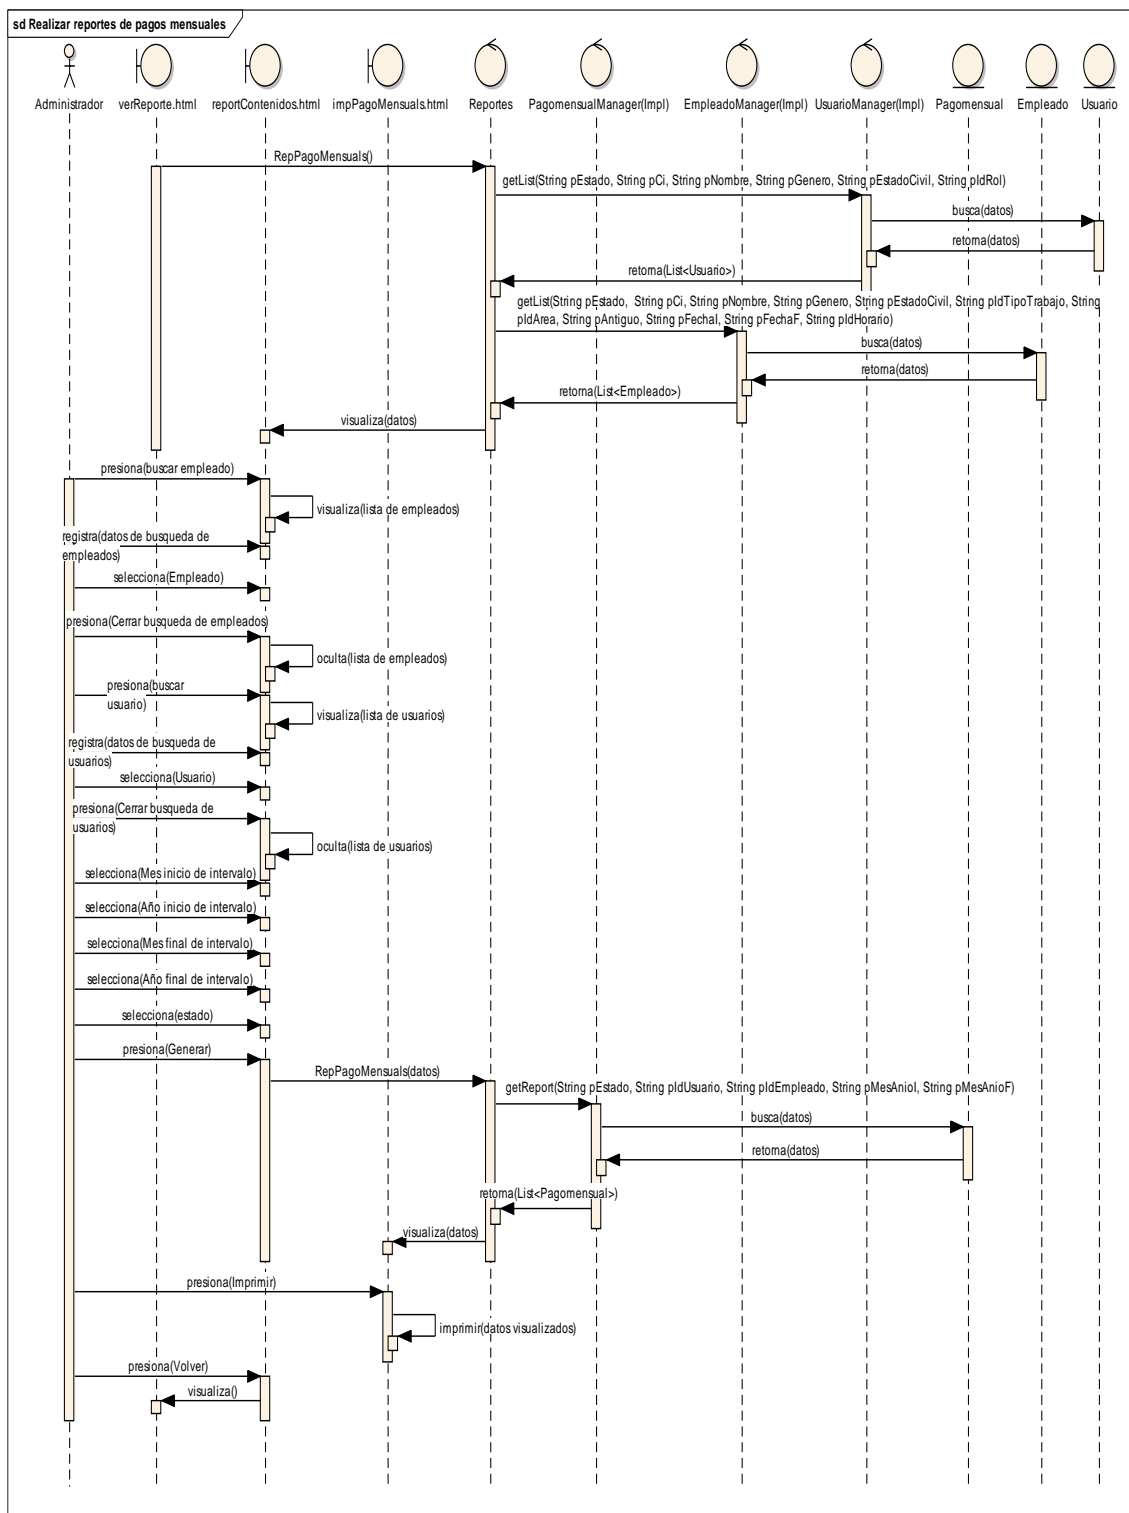 sd Realizar reportes de pagos mensuales
Administrador
verReporte.html
reportContenidos.html
impPagoMensuals.html
Reportes
PagomensualManager(Impl)
EmpleadoManager(Impl)
UsuarioManager(Impl)
Pagomensual
Empleado
Usuario
RepPagoMensuals()
getList(String pEstado, String pCi, String pNombre, String pGenero, String pEstadoCivil, String pIdRol)
busca(datos)
retorna(datos)
retorna(List<Usuario>)
getList(String pEstado, String pCi, String pNombre, String pGenero, String pEstadoCivil, String pIdTipoTrabajo, String
pIdArea, String pAntiguo, String pFechaI, String pFechaF, String pIdHorario)
busca(datos)
retorna(datos)
retorna(List<Empleado>)
visualiza(datos)
presiona(buscar empleado)
visualiza(lista de empleados)
registra(datos de busqueda de
empleados)
selecciona(Empleado)
presiona(Cerrar busqueda de empleados)
oculta(lista de empleados)
presiona(buscar
usuario)
visualiza(lista de usuarios)
registra(datos de busqueda de
usuarios)
selecciona(Usuario)
presiona(Cerrar busqueda de
usuarios)
oculta(lista de usuarios)
selecciona(Mes inicio de intervalo)
selecciona(Año inicio de intervalo)
selecciona(Mes final de intervalo)
selecciona(Año final de intervalo)
selecciona(estado)
presiona(Generar)
RepPagoMensuals(datos)
getReport(String pEstado, String pIdUsuario, String pIdEmpleado, String pMesAnioI, String pMesAnioF)
busca(datos)
retorna(datos)
retorna(List<Pagomensual>)
visualiza(datos)
presiona(Imprimir)
imprimir(datos visualizados)
presiona(Volver)
visualiza()